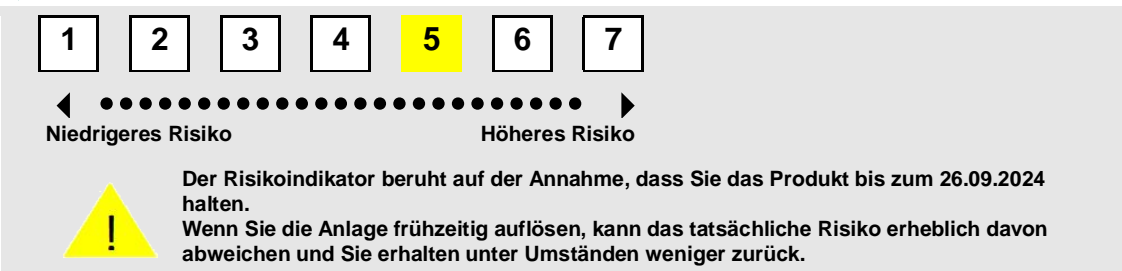 1 2 3 4 5 6 7
Niedrigeres Risiko Höheres Risiko
!
Der Risikoindikator beruht auf der Annahme, dass Sie das Produkt bis zum 26.09.2024
halten.
Wenn Sie die Anlage frühzeitig auflösen, kann das tatsächliche Risiko erheblich davon
abweichen und Sie erhalten unter Umständen weniger zurück.